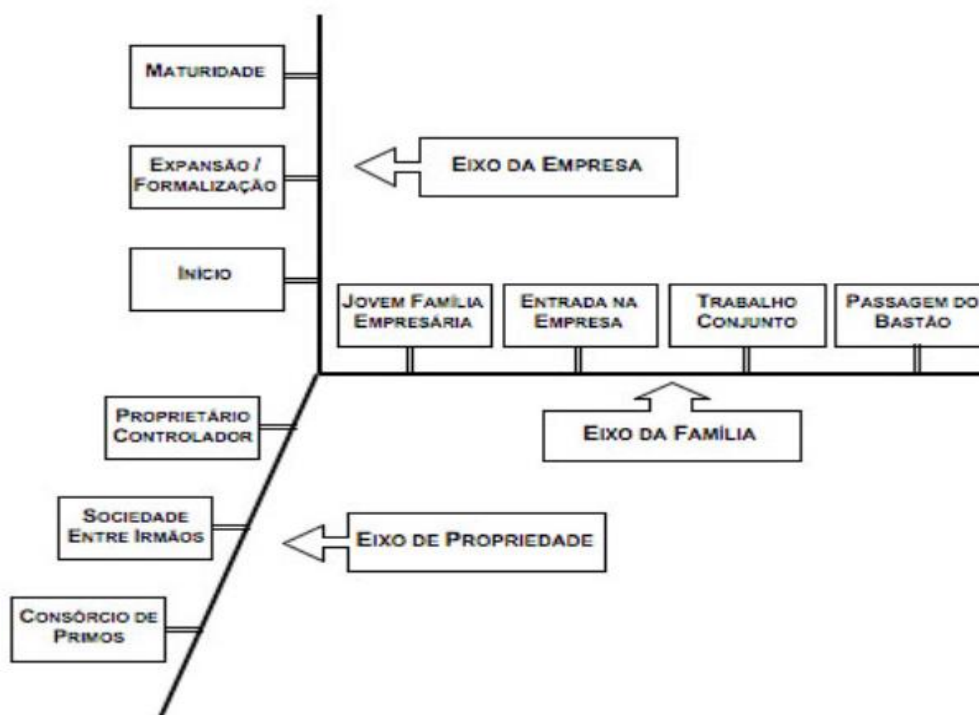 MATURIDADE
EXPANSÃO /
FORMALIZAÇÃO
EIXO DA EMPRESA
INÍCIO
JOVEM FAMÍLIA
EMPRESÁRIA
ENTRADA NA
EMPRESA
TRABALHO
CONJUNTO
PASSAGEM DO
BASTÃO
PROPRIETÁRIO
CONTROLADOR
EIXO DA FAMÍLIA
SOCIEDADE
ENTRE IRMÃOS
EIXO DE PROPRIEDADE
CONSÓRCIO DE
PRIMOS